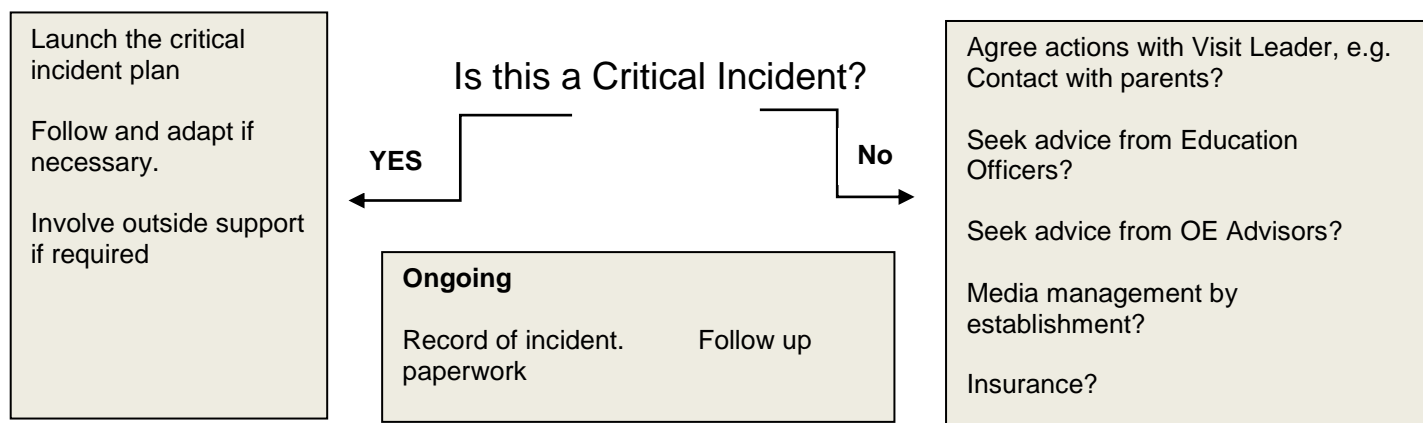 Launch the critical
incident plan
Follow and adapt if
necessary.
Involve outside support
if required
Is this a Critical Incident?
YES
No
Ongoing
Record of incident. Follow up
paperwork
Agree actions with Visit Leader, e.g.
Contact with parents?
Seek advice from Education
Officers?
Seek advice from OE Advisors?
Media management by
establishment?
Insurance?